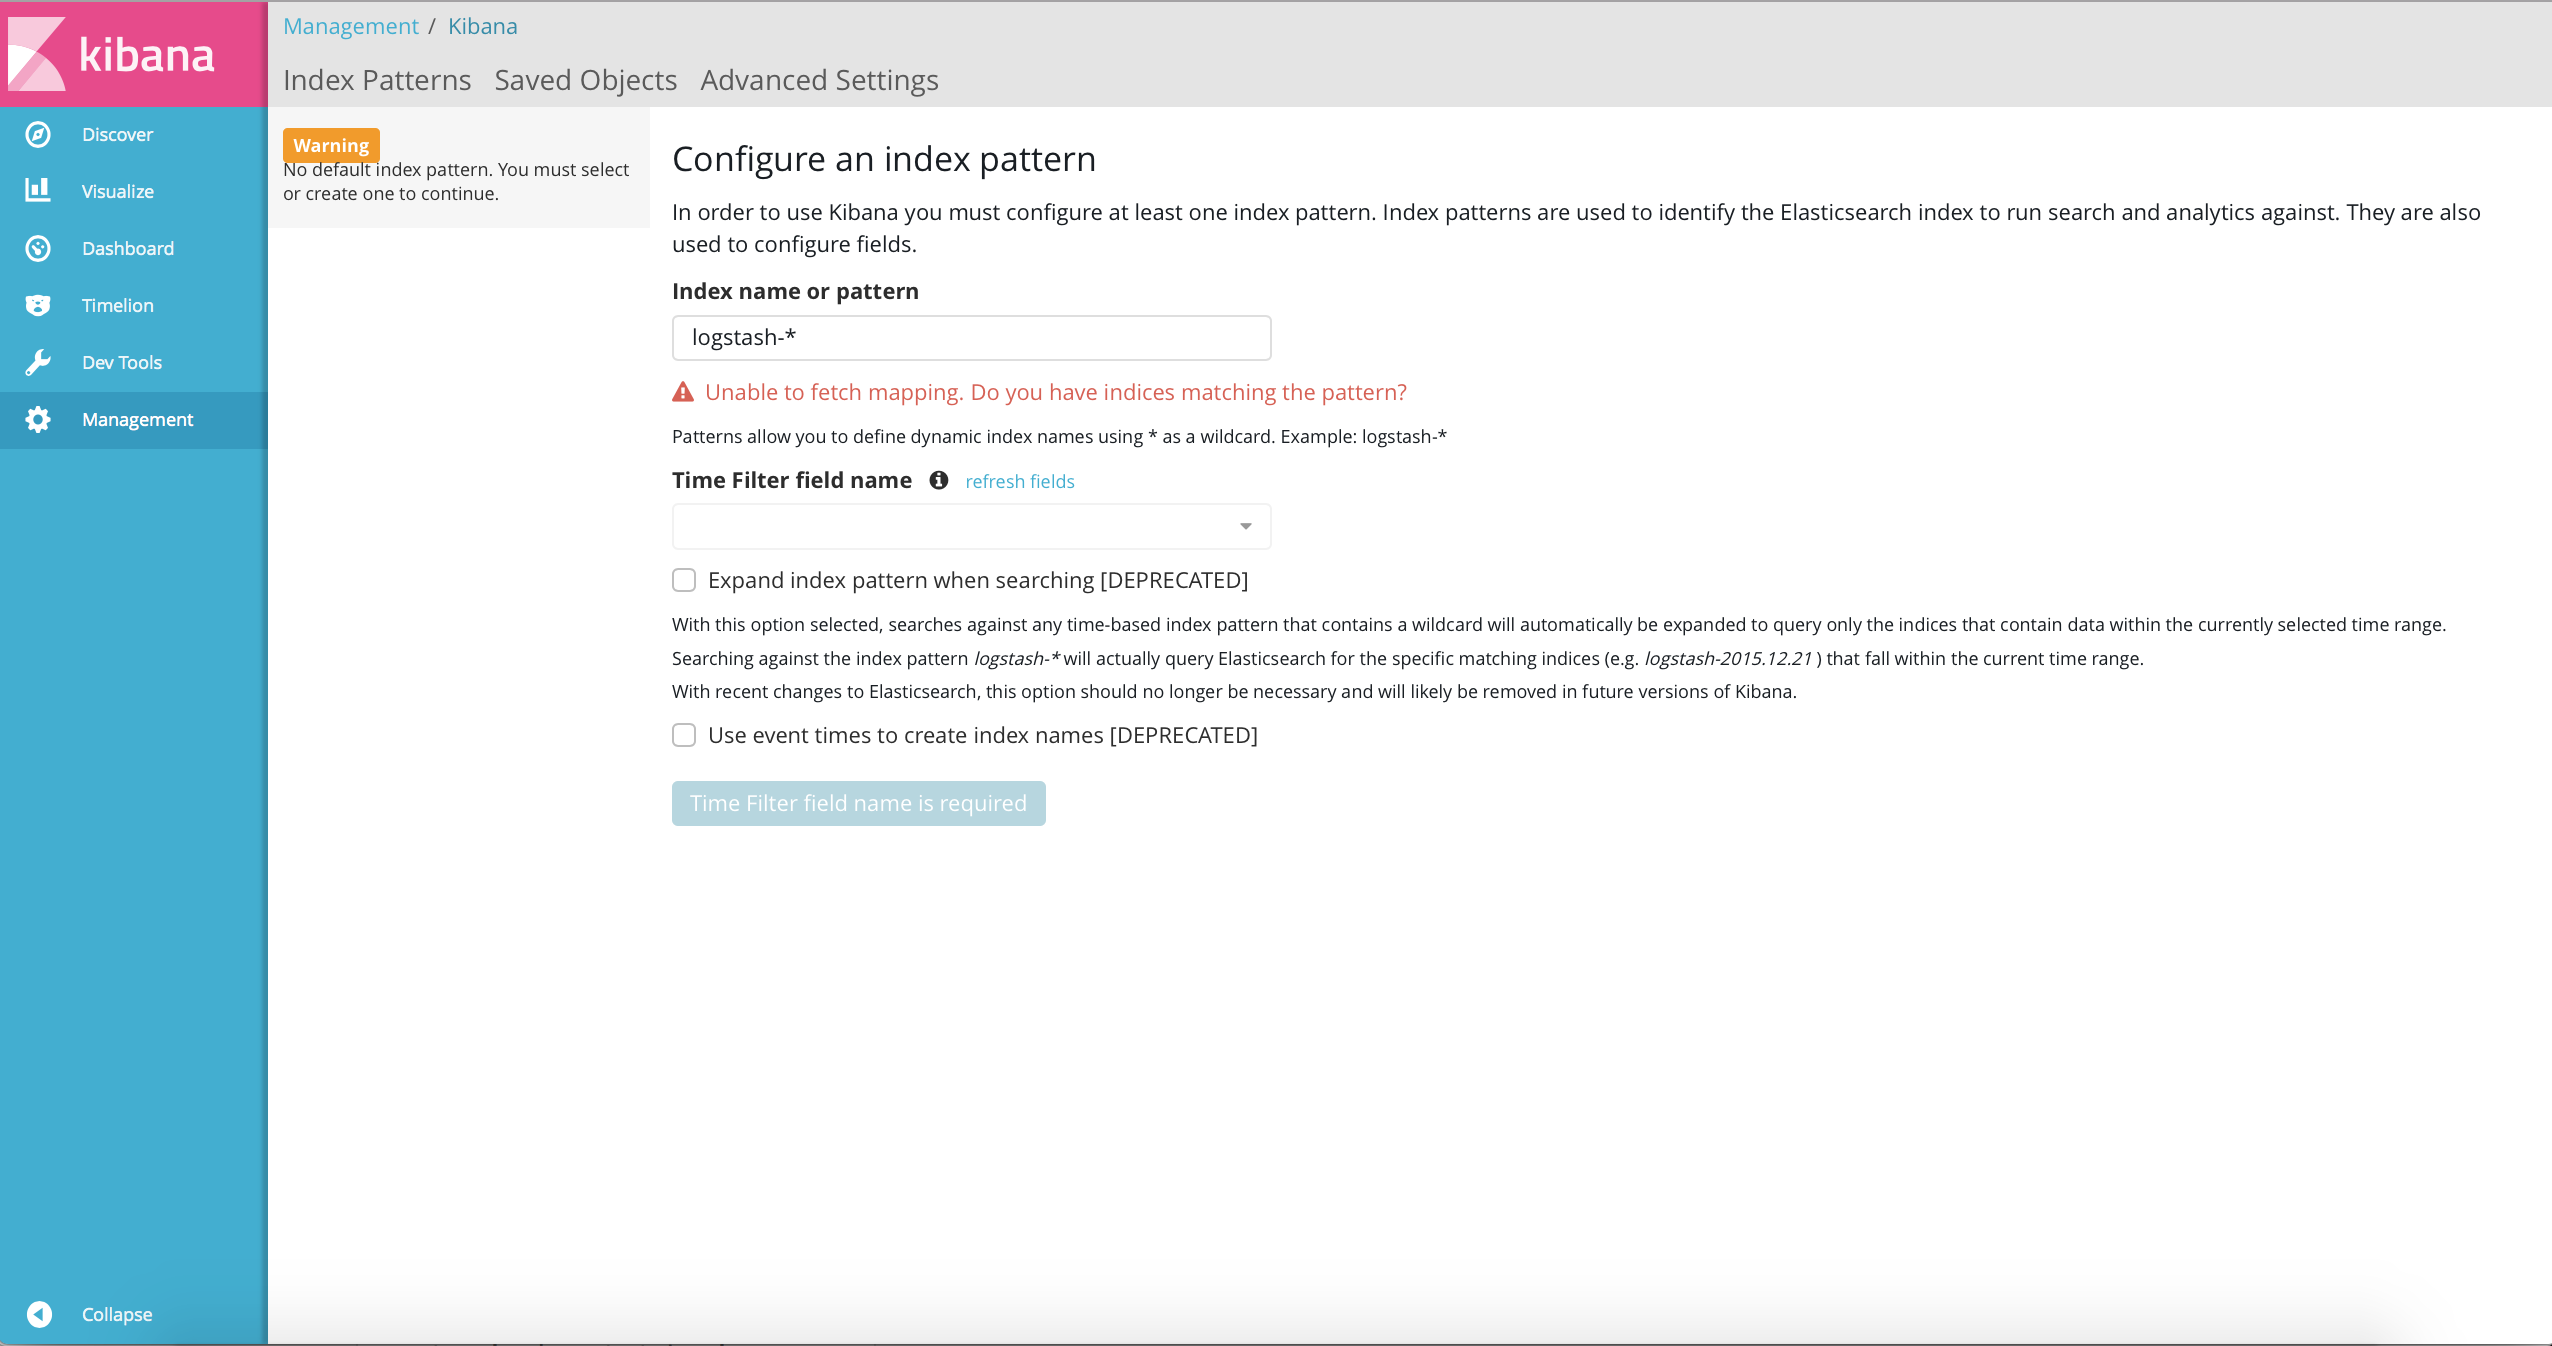 kibana
Management / Kibana
Index Patterns Saved Objects Advanced Settings
Discover
Visualize
Dashboard
Timelion
Dev Tools
Management
Collapse
Warning
No default index pattern. You must select
or create one to continue.
Configure an index pattern
In order to use Kibana you must configure at least one index pattern. Index patterns are used to identify the Elasticsearch index to run search and analytics against. They are also
used to configure fields.
Index name or pattern
logstash-*
Unable to fetch mapping. Do you have indices matching the pattern?
Patterns allow you to define dynamic index names using * as a wildcard. Example: logstash-*
Time Filter field name refresh fields
Expand index pattern when searching [DEPRECATED]
With this option selected, searches against any time-based index pattern that contains a wildcard will automatically be expanded to query only the indices that contain data within the currently selected time range.
Searching against the index pattern logstash-* will actually query Elasticsearch for the specific matching indices (e.g. logstash-2015.12.21 ) that fall within the current time range.
With recent changes to Elasticsearch, this option should no longer be necessary and will likely be removed in future versions of Kibana.
Use event times to create index names [DEPRECATED]
Time Filter field name is required